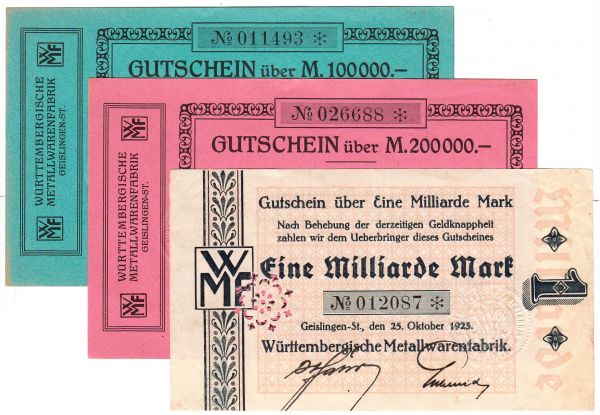 № 011493 ✻
GUTSCHEIN über M. 100000.–
WMF
WÜRTTEMBERGISCHE
METALLWARENFABRIK
GEISLINGEN-ST.
WMF
№ 026688 ✻
GUTSCHEIN über M. 200000.–
WMF
WÜRTTEMBERGISCHE
METALLWARENFABRIK
GEISLINGEN-ST.
WMF
Gutschein über Eine Milliarde Mark
Nach Behebung der derzeitigen Geldknappheit
zahlen wir dem Ueberbringer dieses Gutscheines
Eine Milliarde Mark
WMF
№ 012087 ✻
Geislingen-St., den 25. Oktober 1923.
Württembergische Metallwarenfabrik.
1